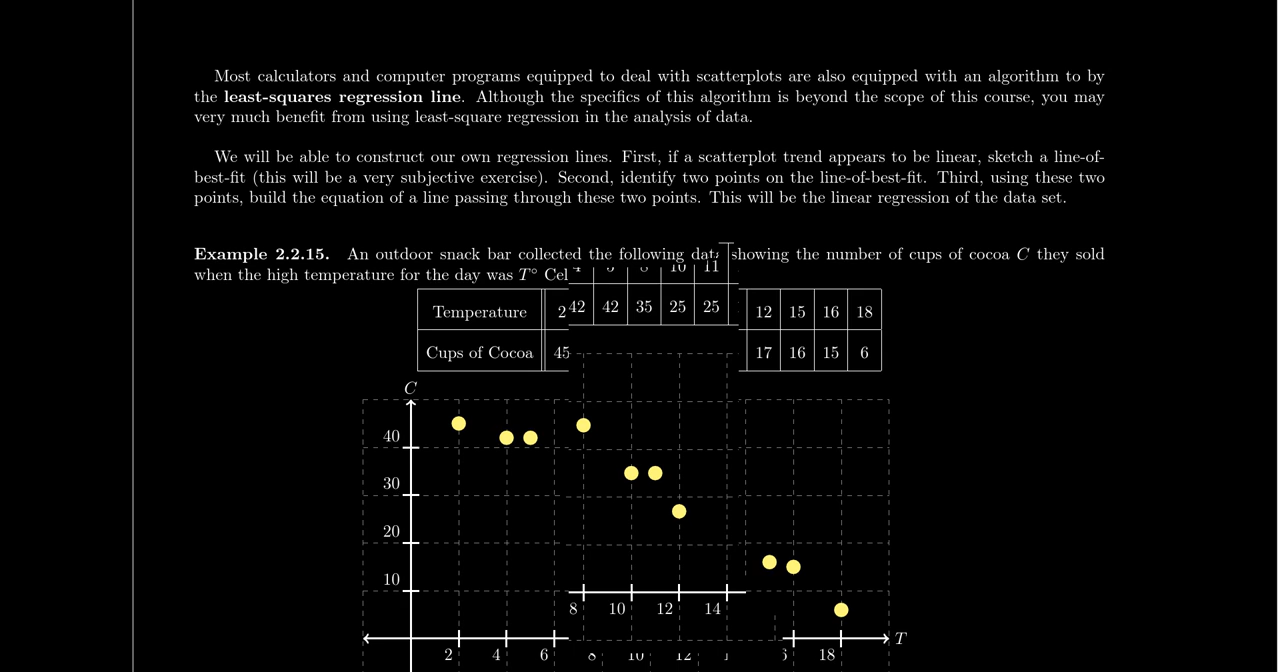 Most calculators and computer programs equipped to deal with scatterplots are also equipped with an algorithm to by
the least-squares regression line. Although the specifics of this algorithm is beyond the scope of this course, you may
very much benefit from using least-square regression in the analysis of data.
We will be able to construct our own regression lines. First, if a scatterplot trend appears to be linear, sketch a line-of-
best-fit (this will be a very subjective exercise). Second, identify two points on the line-of-best-fit. Third, using these two
points, build the equation of a line passing through these two points. This will be the linear regression of the data set.
Example 2.2.15. An outdoor snack bar collected the following data showing the number of cups of cocoa C they sold
when the high temperature for the day was T° Cel
10 11
42 42 35 25 25
Temperature 2 12 15 16 18
Cups of Cocoa 45 17 16 15 6
C
40
30
20
10
8 10 12 14
T
2 4 6 8 10 12 18